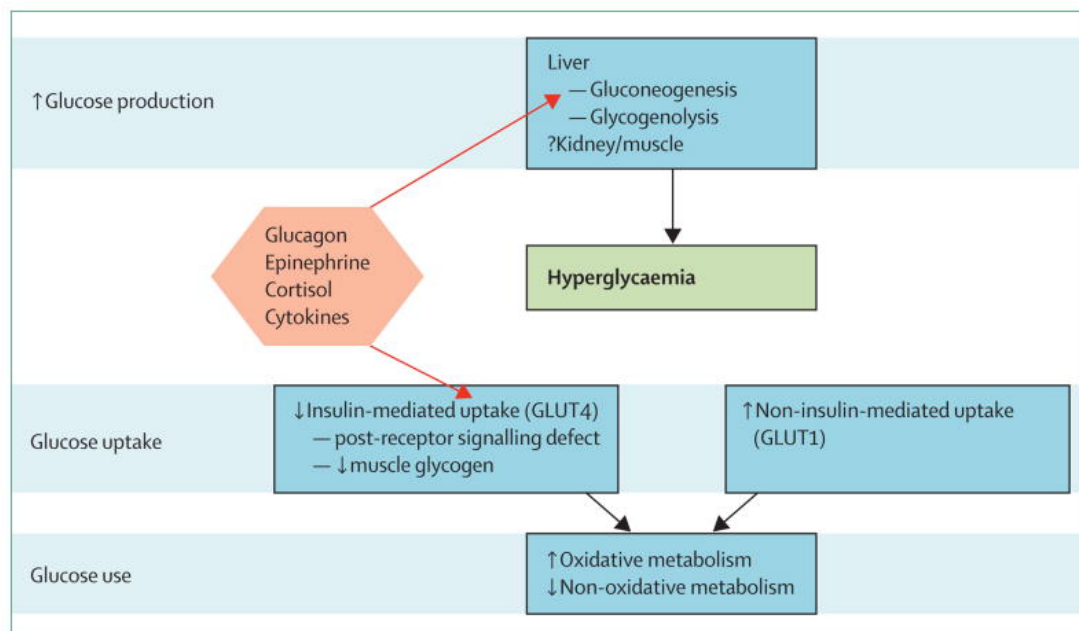 ↑Glucose production
Liver
— Gluconeogenesis
— Glycogenolysis
?Kidney/muscle
Glucagon
Epinephrine
Cortisol
Cytokines
Hyperglycaemia
Glucose uptake
↓Insulin-mediated uptake (GLUT4)
— post-receptor signalling defect
— ↓muscle glycogen
↑Non-insulin-mediated uptake
(GLUT1)
Glucose use
↑Oxidative metabolism
↓Non-oxidative metabolism